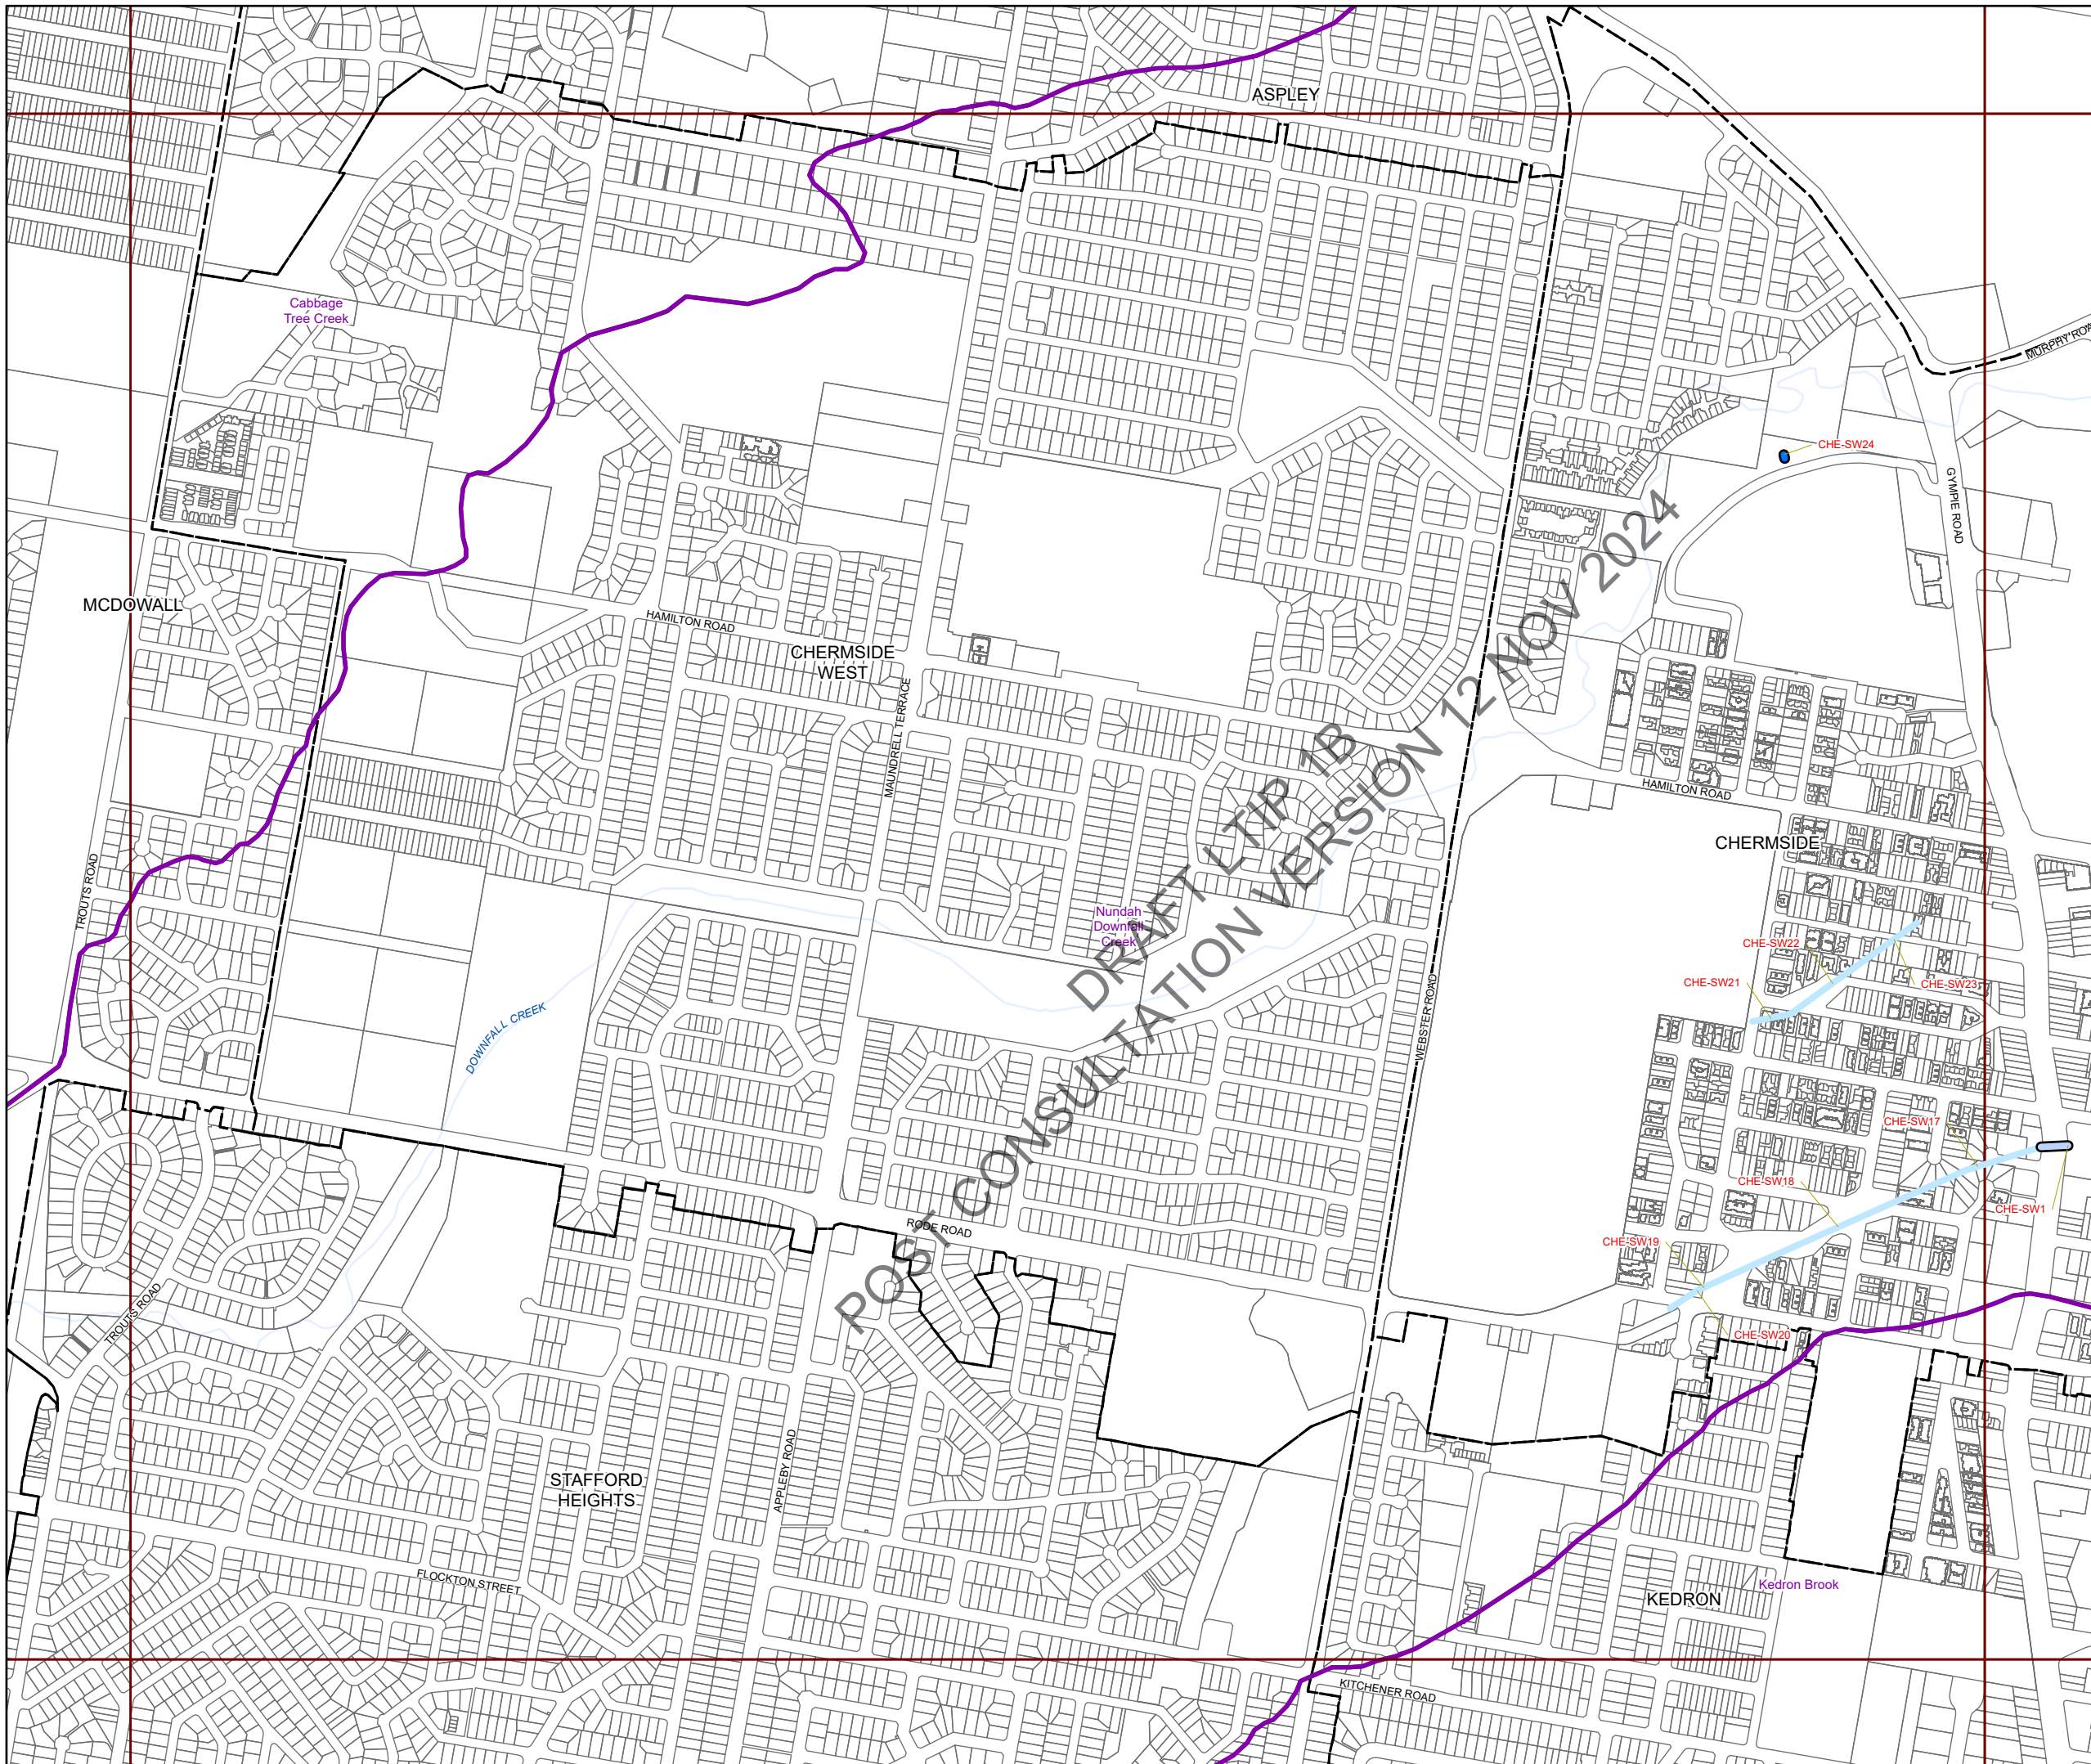 ASPLEY
Cabbage
Tree Creek
CHE-SW24
GYMPIE ROAD
MCDOWALL
HAMILTON ROAD
CHERMSIDE
WEST
MAUNDRELL TERRACE
HAMILTON ROAD
CHERMSIDE
TROUTS ROAD
Nundah
Downfall
Creek
CHE-SW22
CHE-SW21
CHE-SW23
WEBSTER ROAD
DOWNFALL CREEK
DRAFT LTIP 1B
POST CONSULTATION VERSION 12 NOV 2024
CHE-SW17
CHE-SW18
CHE-SW1
RODE ROAD
CHE-SW19
TROUTS ROAD
CHE-SW20
APPLEBY ROAD
STAFFORD
HEIGHTS
FLOCKTON STREET
Kedron Brook
KEDRON
KITCHENER ROAD